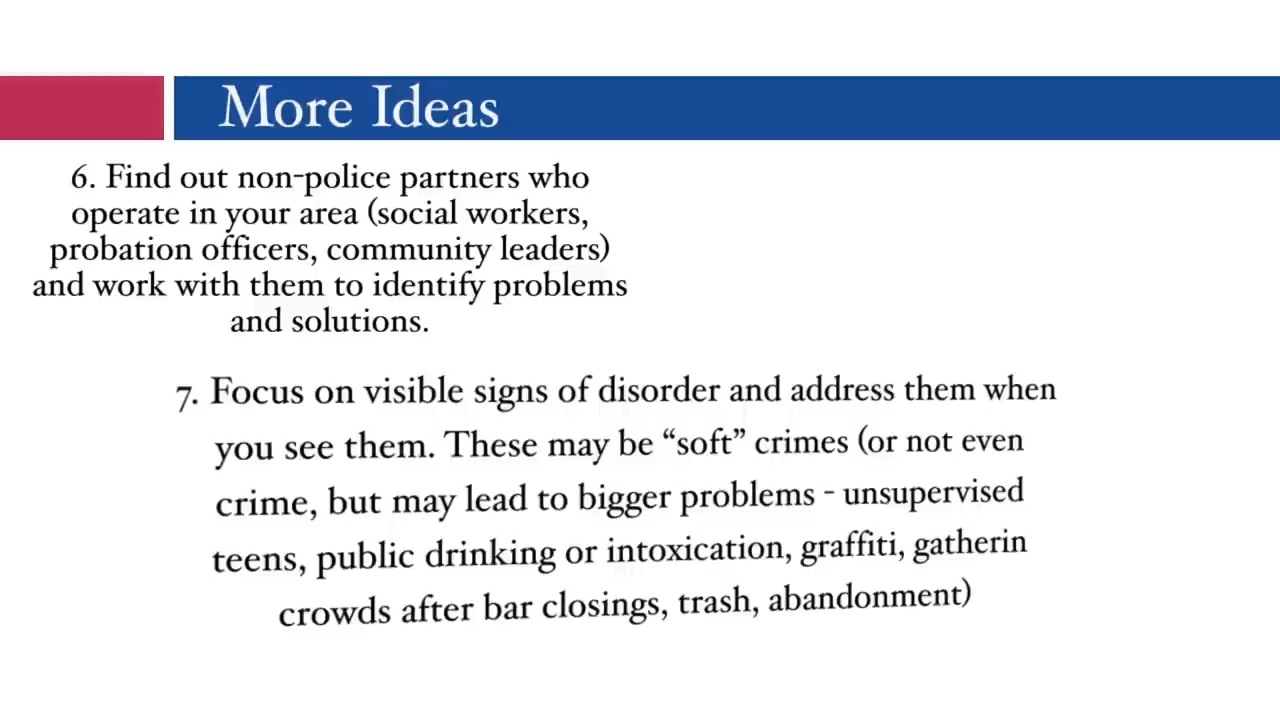 More Ideas
6. Find out non-police partners who
operate in your area (social workers,
probation officers, community leaders)
and work with them to identify problems
and solutions.
7. Focus on visible signs of disorder and address them when
you see them. These may be “soft” crimes (or not even
crime, but may lead to bigger problems - unsupervised
teens, public drinking or intoxication, graffiti, gatherin
crowds after bar closings, trash, abandonment)